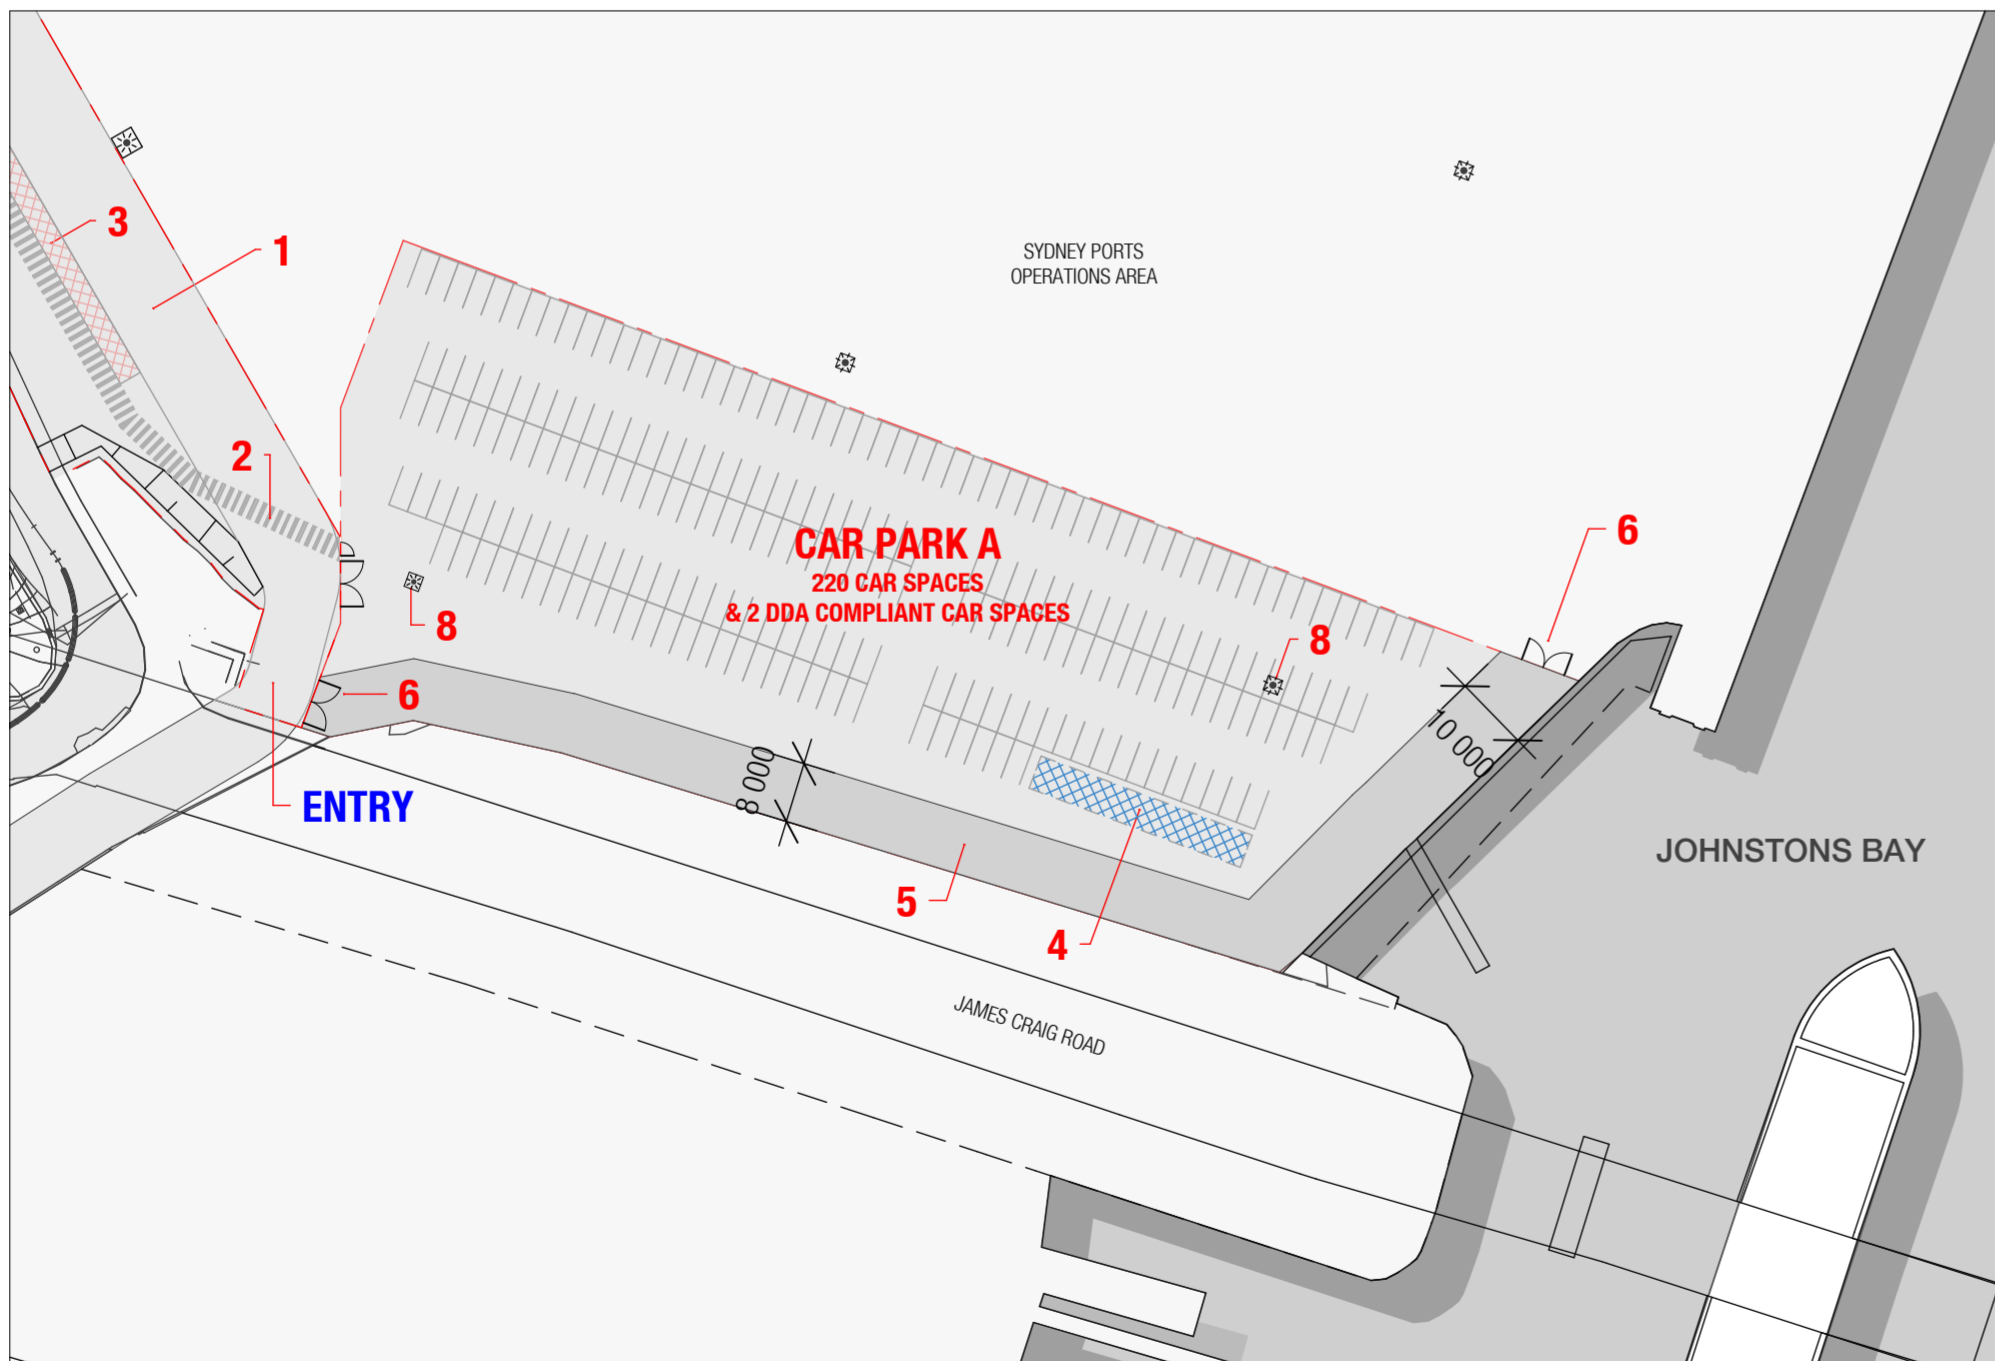 SYDNEY PORTS
OPERATIONS AREA
3
1
2
CAR PARK A
220 CAR SPACES
& 2 DDA COMPLIANT CAR SPACES
6
8
8
6
10 000
8 000
ENTRY
JOHNSTONS BAY
5
4
JAMES CRAIG ROAD